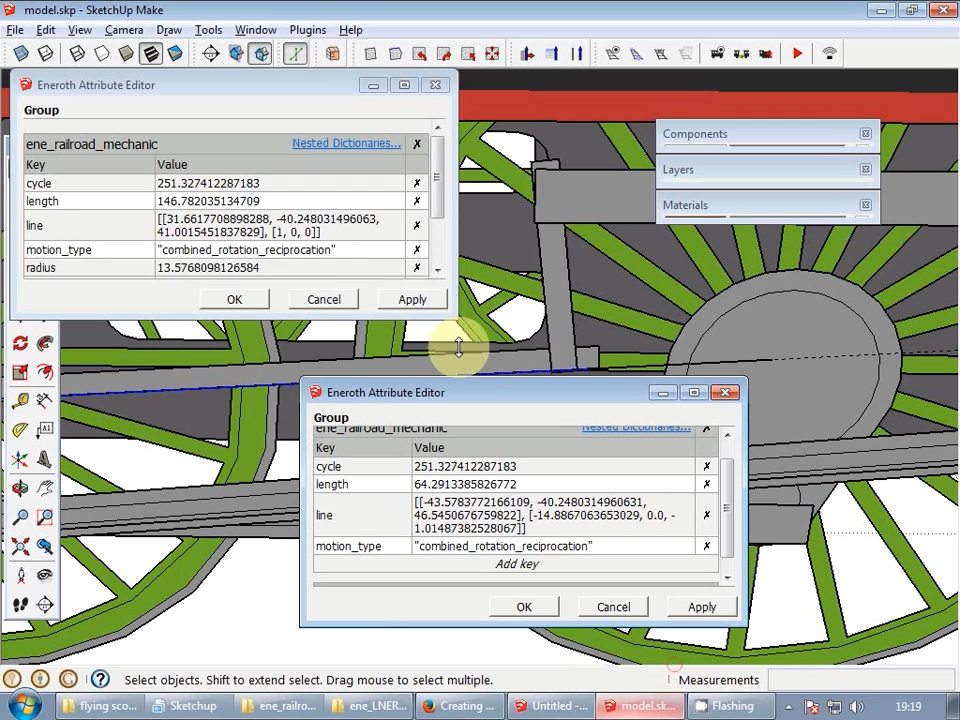 model.skp - SketchUp Make
File Edit View Camera Draw Tools Window Plugins Help
Eneroth Attribute Editor
Group
ene_railroad_mechanic Nested Dictionaries... ✗
Key Value
cycle 251.327412287183 ✗
length 146.782035134709 ✗
line [[31.6617708898288, -40.248031496063,
41.0015451837829], [1, 0, 0]] ✗
motion_type "combined_rotation_reciprocation" ✗
radius 13.5768098126584 ✗
OK Cancel Apply
Components
Layers
Materials
A1
Eneroth Attribute Editor
Group
ene_railroad_mechanic Nested Dictionaries... ✗
Key Value
cycle 251.327412287183 ✗
length 64.2913385826772 ✗
line [[-43.5783772166109, -40.2480314960631,
46.5450676759822], [-14.8867063653029, 0.0, -
1.01487382528067]] ✗
motion_type "combined_rotation_reciprocation" ✗
Add key
OK Cancel Apply
Select objects. Shift to extend select. Drag mouse to select multiple. Measurements
flying sco... Sketchup ene_railro... ene_LNER... Creating ... Untitled -... model.sk... Flashing 19:19